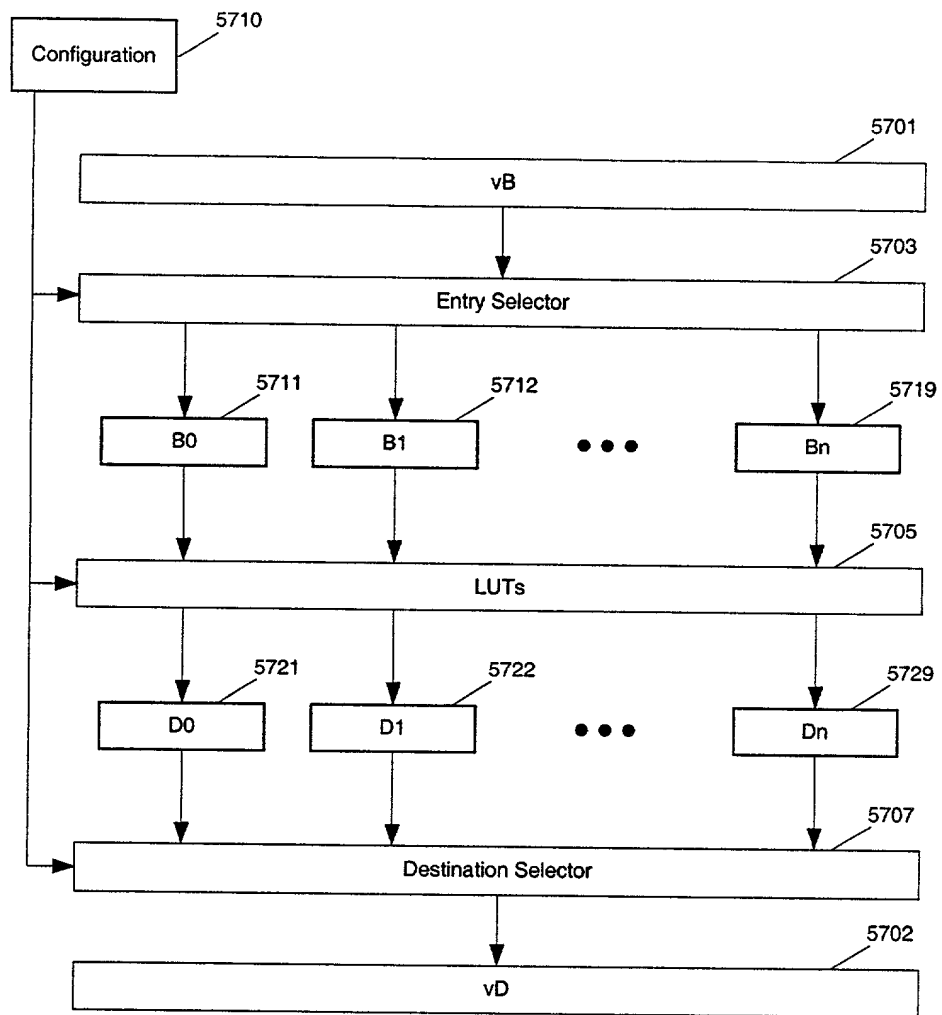 5710
Configuration
5701
vB
5703
Entry Selector
5711
5712
5719
B0
B1
Bn
5705
LUTs
5721
5722
5729
D0
D1
Dn
5707
Destination Selector
5702
vD